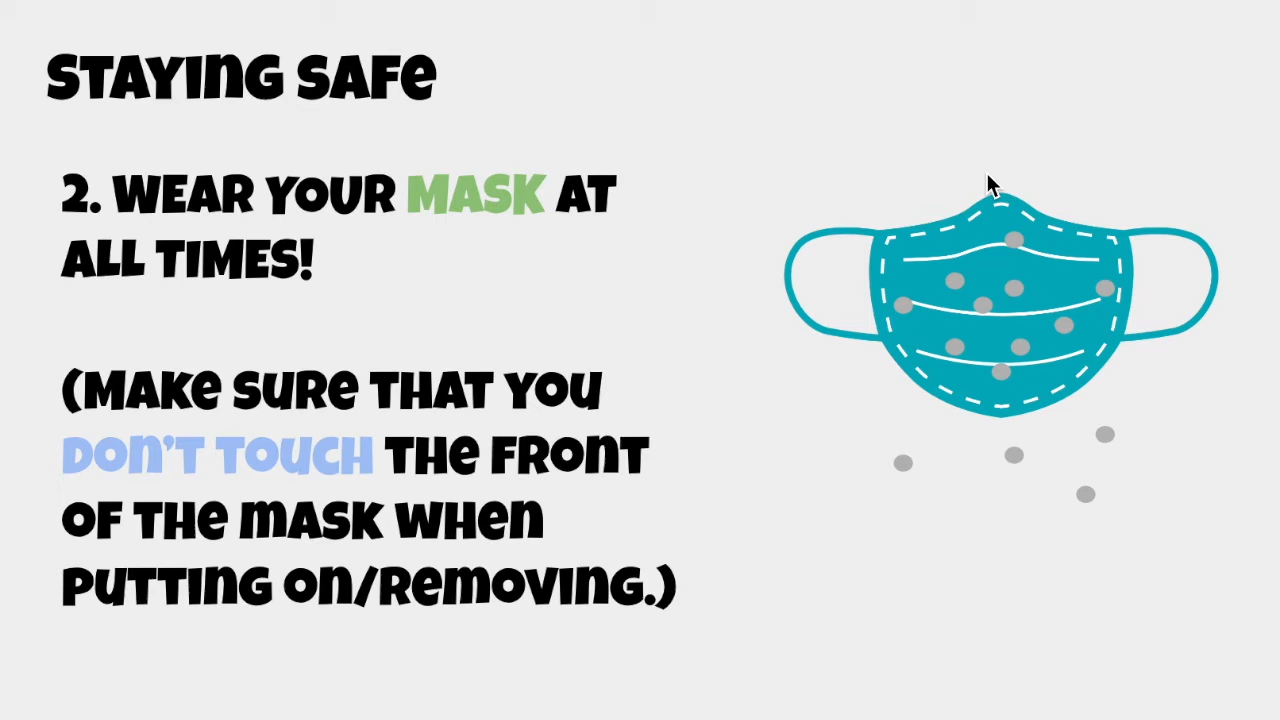 STAYING SAFE
2. WEAR YOUR MASK AT
ALL TIMES!
(MAKE SURE THAT YOU
DON'T TOUCH THE FRONT
OF THE MASK WHEN
PUTTING ON/REMOVING.)